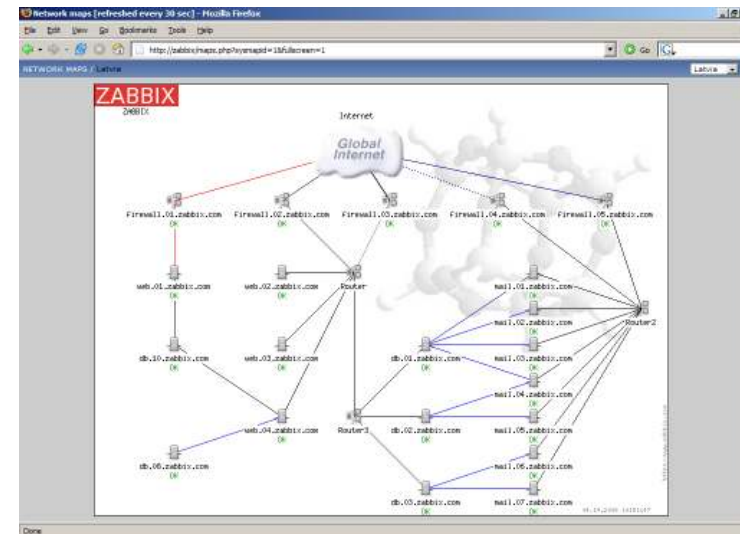 Network maps [refreshed every 30 sec] - Mozilla Firefox
File Edit View Go Bookmarks Tools Help
http://zabbix/maps.php?sysmapid=18&fullscreen=1 Go
NETWORK MAPS / Latvia Latvia
ZABBIX
ZABBIX
Internet
Global
Internet
Firewall.01.zabbix.com Firewall.02.zabbix.com Firewall.03.zabbix.com Firewall.04.zabbix.com Firewall.05.zabbix.com
OK OK OK OK OK
web.01.zabbix.com web.02.zabbix.com Router mail.01.zabbix.com
OK OK OK
mail.02.zabbix.com Router2
OK
db.10.zabbix.com web.03.zabbix.com db.01.zabbix.com mail.03.zabbix.com
OK OK OK OK
mail.04.zabbix.com
OK
web.04.zabbix.com Router3 db.02.zabbix.com mail.05.zabbix.com
OK OK OK
db.08.zabbix.com mail.06.zabbix.com
OK OK
db.03.zabbix.com mail.07.zabbix.com
OK OK
Done